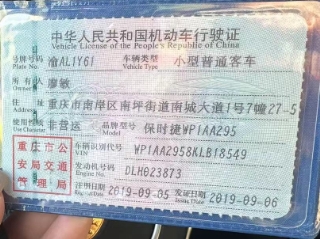 中华人民共和国机动车行驶证
Vehicle License of the People's Republic of China
号牌号码 Plate No. 渝AL1Y61 车辆类型 Vehicle Type 小型普通客车
所有人 Owner 廖敏
住址 重庆市南岸区南坪街道南城大道1号7幢27-5
使用性质 Use Character 非营运 品牌型号 Model 保时捷WP1AA295
重庆市公安局交通管理局
车辆识别代号 VIN WP1AA2958KLB18549
发动机号码 Engine No. DLH023873
注册日期 2019-09-05 发证日期 2019-09-06